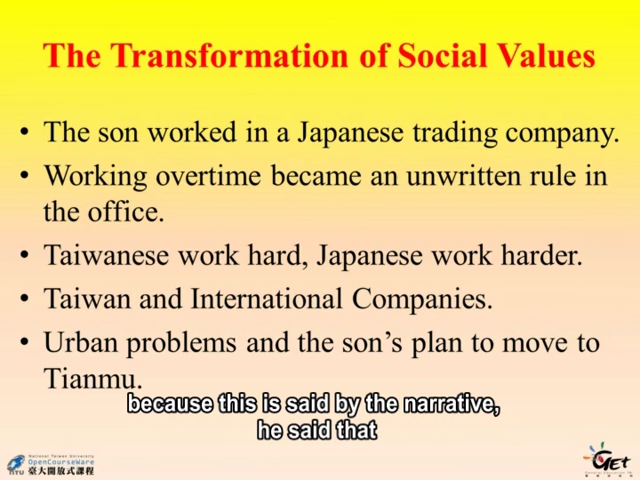 The Transformation of Social Values
• The son worked in a Japanese trading company.
• Working overtime became an unwritten rule in
the office.
• Taiwanese work hard, Japanese work harder.
• Taiwan and International Companies.
• Urban problems and the son's plan to move to
Tianmu.
because this is said by the narrative,
he said that
National Taiwan University
OpenCourseWare
NTU 臺大開放式課程
GET